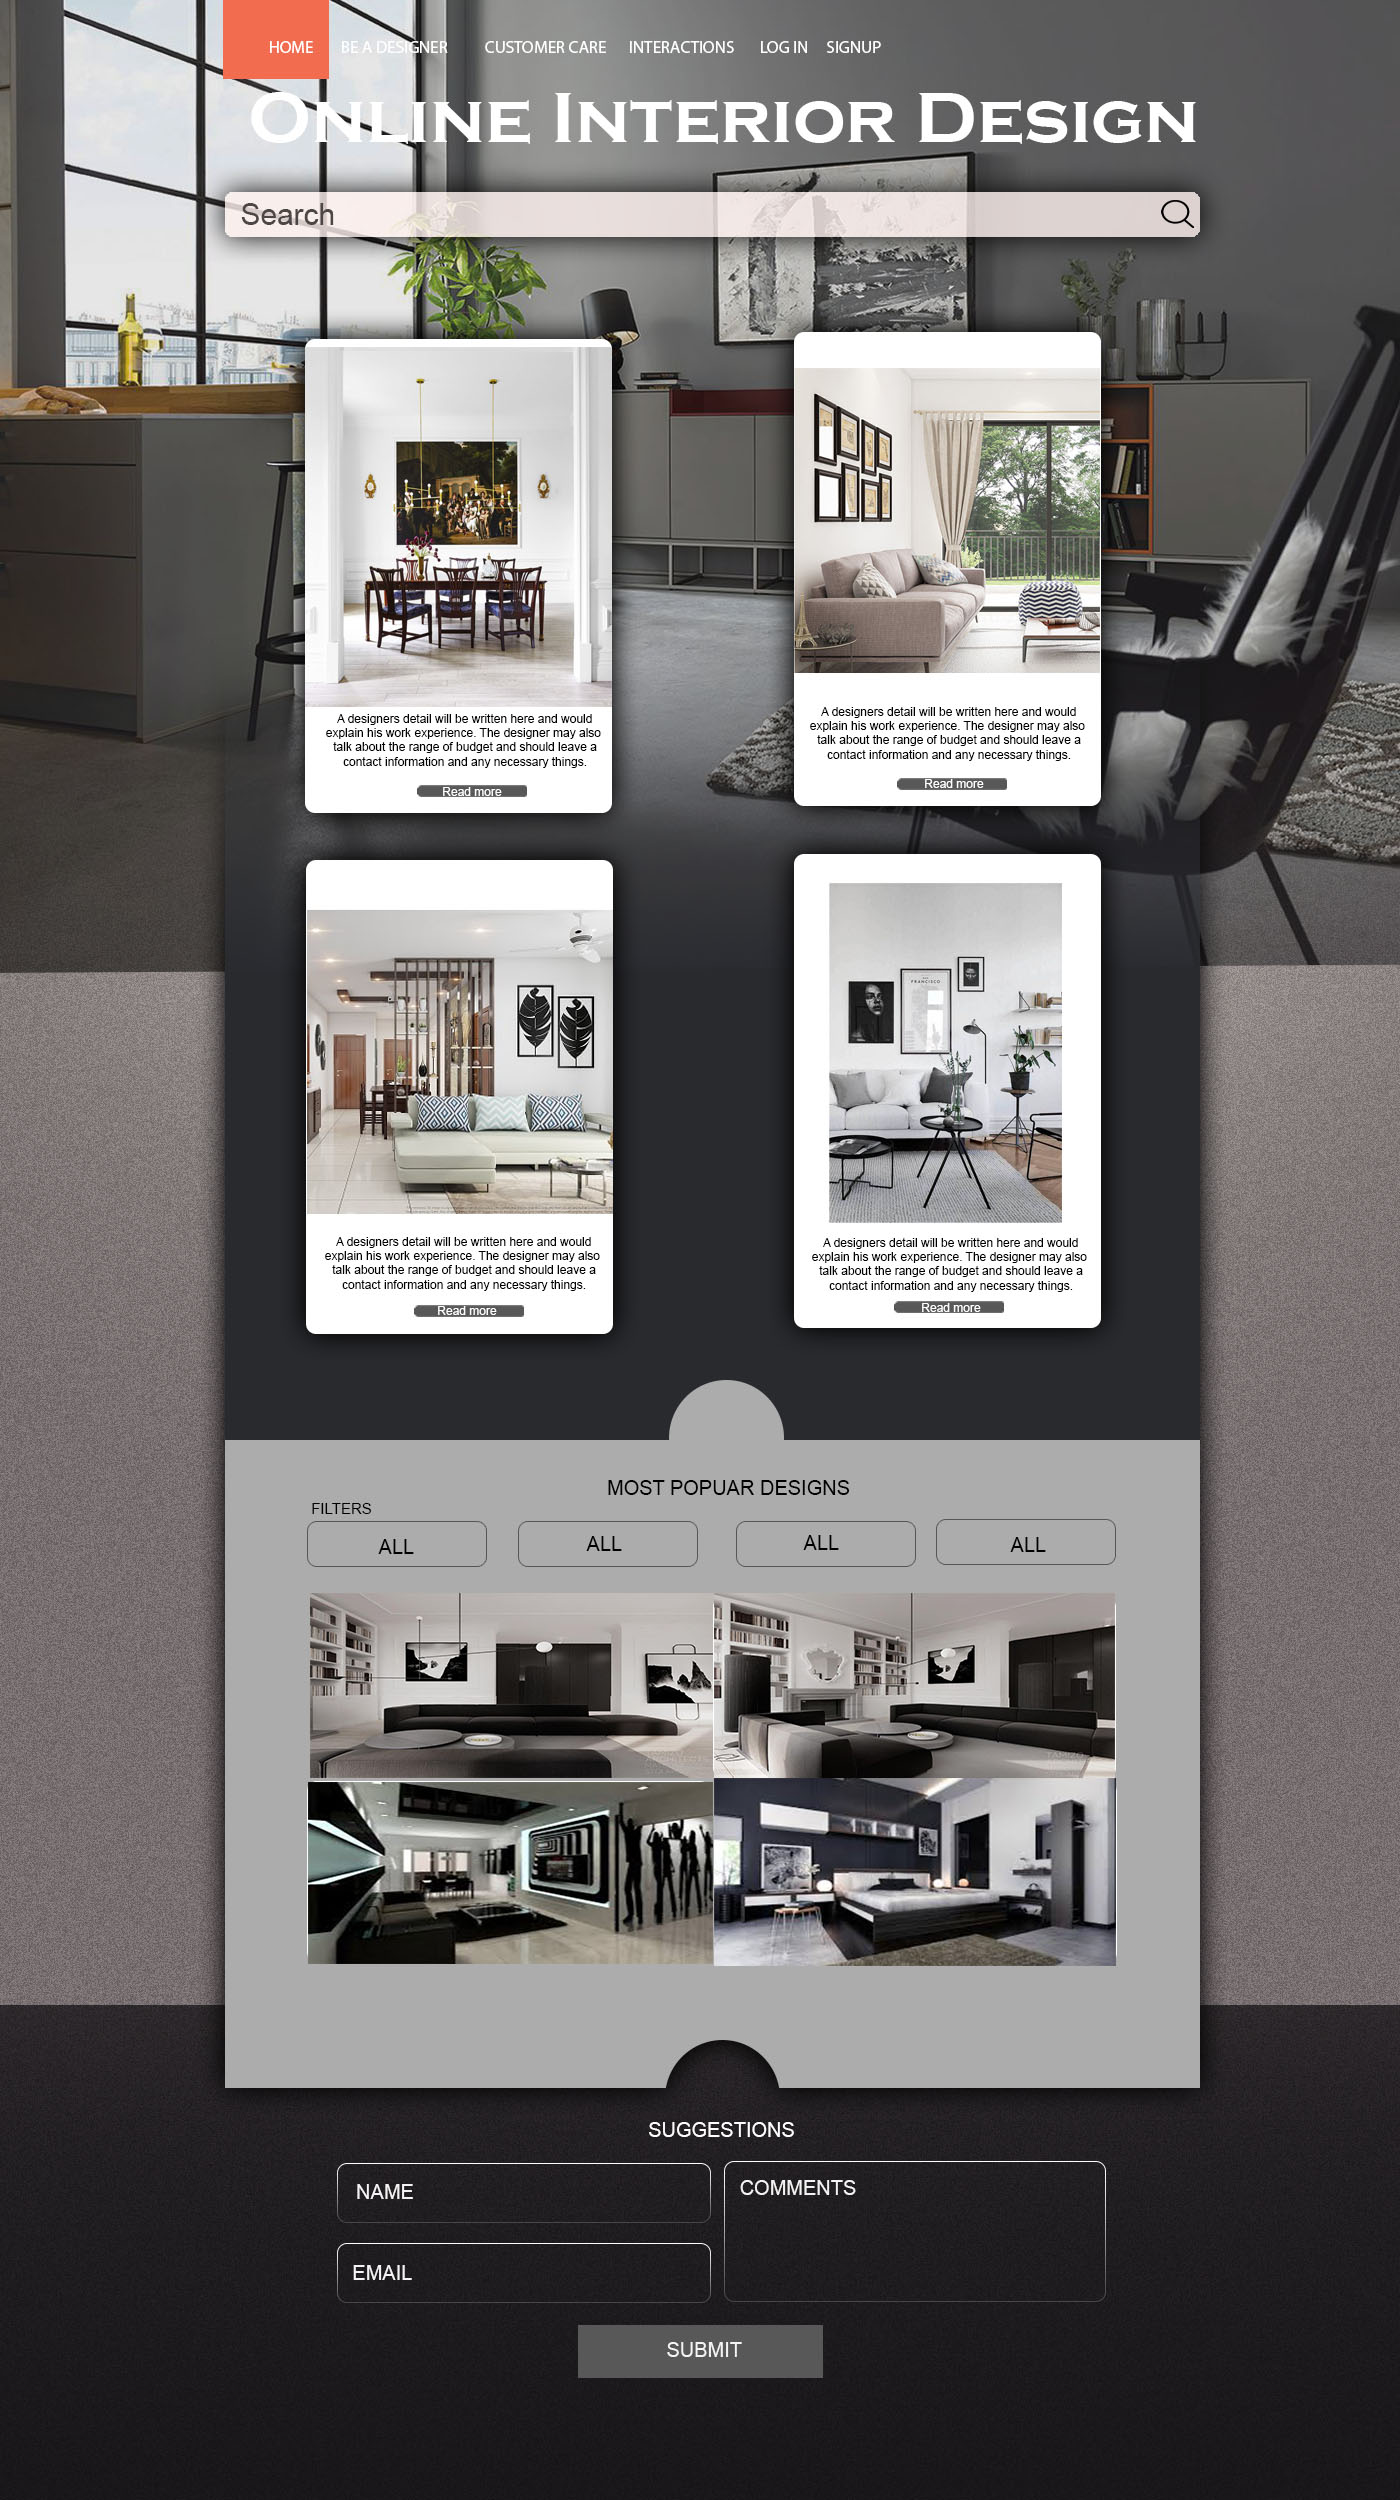 HOME BE A DESIGNER CUSTOMER CARE INTERACTIONS LOG IN SIGNUP
ONLINE INTERIOR DESIGN
Search
A designers detail will be written here and would
explain his work experience. The designer may also
talk about the range of budget and should leave a
contact information and any necessary things.
Read more
A designers detail will be written here and would
explain his work experience. The designer may also
talk about the range of budget and should leave a
contact information and any necessary things.
Read more
A designers detail will be written here and would
explain his work experience. The designer may also
talk about the range of budget and should leave a
contact information and any necessary things.
Read more
FRANCISCO
A designers detail will be written here and would
explain his work experience. The designer may also
talk about the range of budget and should leave a
contact information and any necessary things.
Read more
MOST POPUAR DESIGNS
FILTERS
ALL ALL ALL ALL
SUGGESTIONS
NAME
COMMENTS
EMAIL
SUBMIT